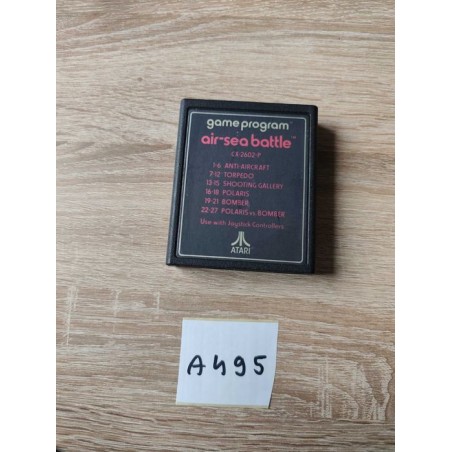 game program
air-sea battle™
CX-2602-P
1-6 ANTI-AIRCRAFT
7-12 TORPEDO
13-15 SHOOTING GALLERY
16-18 POLARIS
19-21 BOMBER
22-27 POLARIS vs BOMBER
Use with Joystick Controllers
ATARI
A495